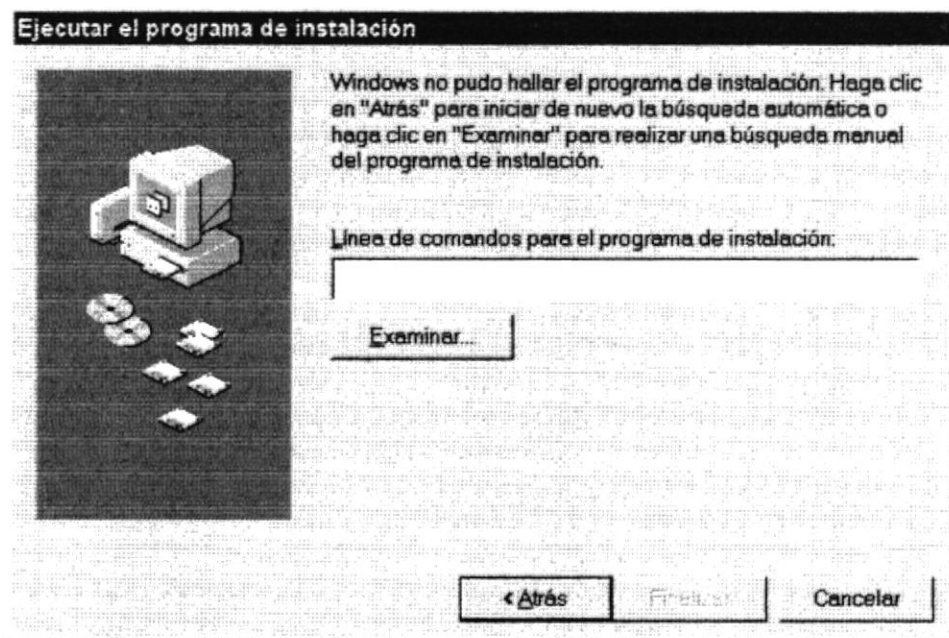 Ejecutar el programa de instalación
Windows no pudo hallar el programa de instalación. Haga clic
en "Atrás" para iniciar de nuevo la búsqueda automática o
haga clic en "Examinar" para realizar una búsqueda manual
del programa de instalación.
Línea de comandos para el programa de instalación:
Examinar...
< Atrás
Finalizar
Cancelar